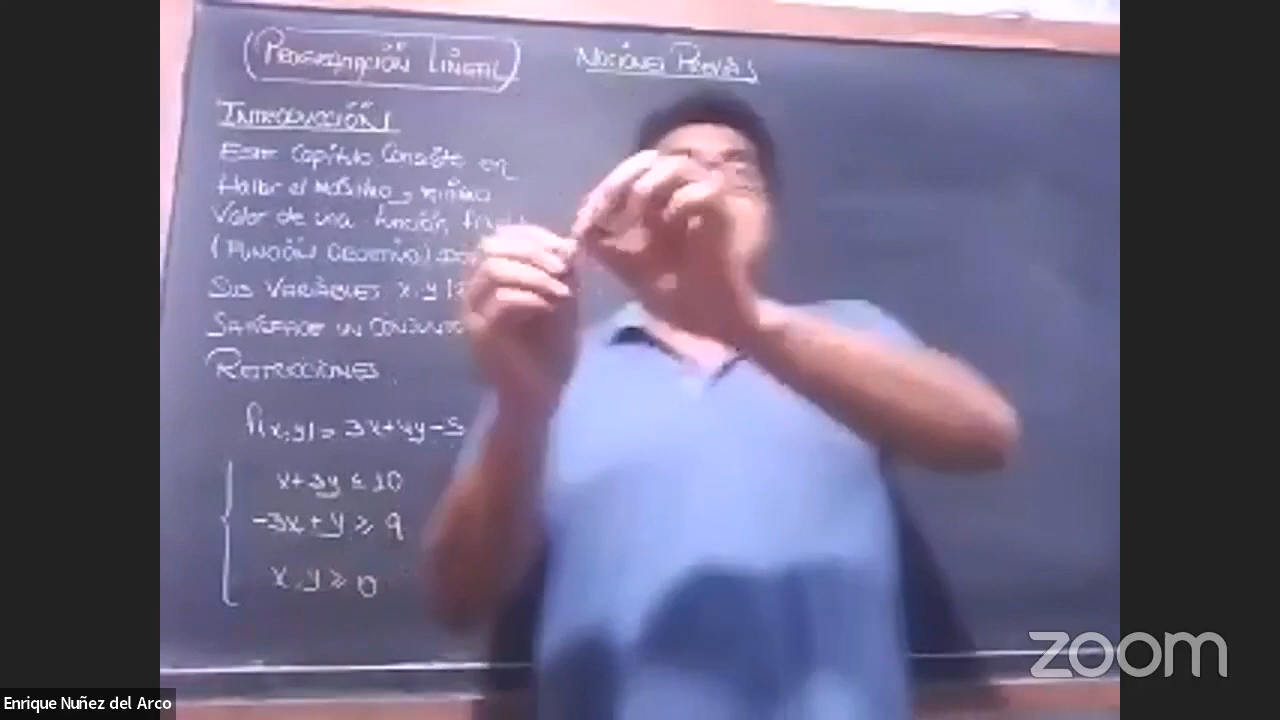 PROGRAMACIÓN LINEAL
NOCIONES PREVIAS
INTRODUCCIÓN
Este Capítulo Consiste en
Hallar el máximo y mínimo
Valor de una función
(FUNCIÓN OBJETIVO)
SUS VARIABLES x, y
SATISFACE UN CONJUNTO
RESTRICCIONES.
f(x,y) = 3x+4y-5
x+3y ≤ 10
-3x+y ≥ 9
x,y ≥ 0
zoom
Enrique Nuñez del Arco